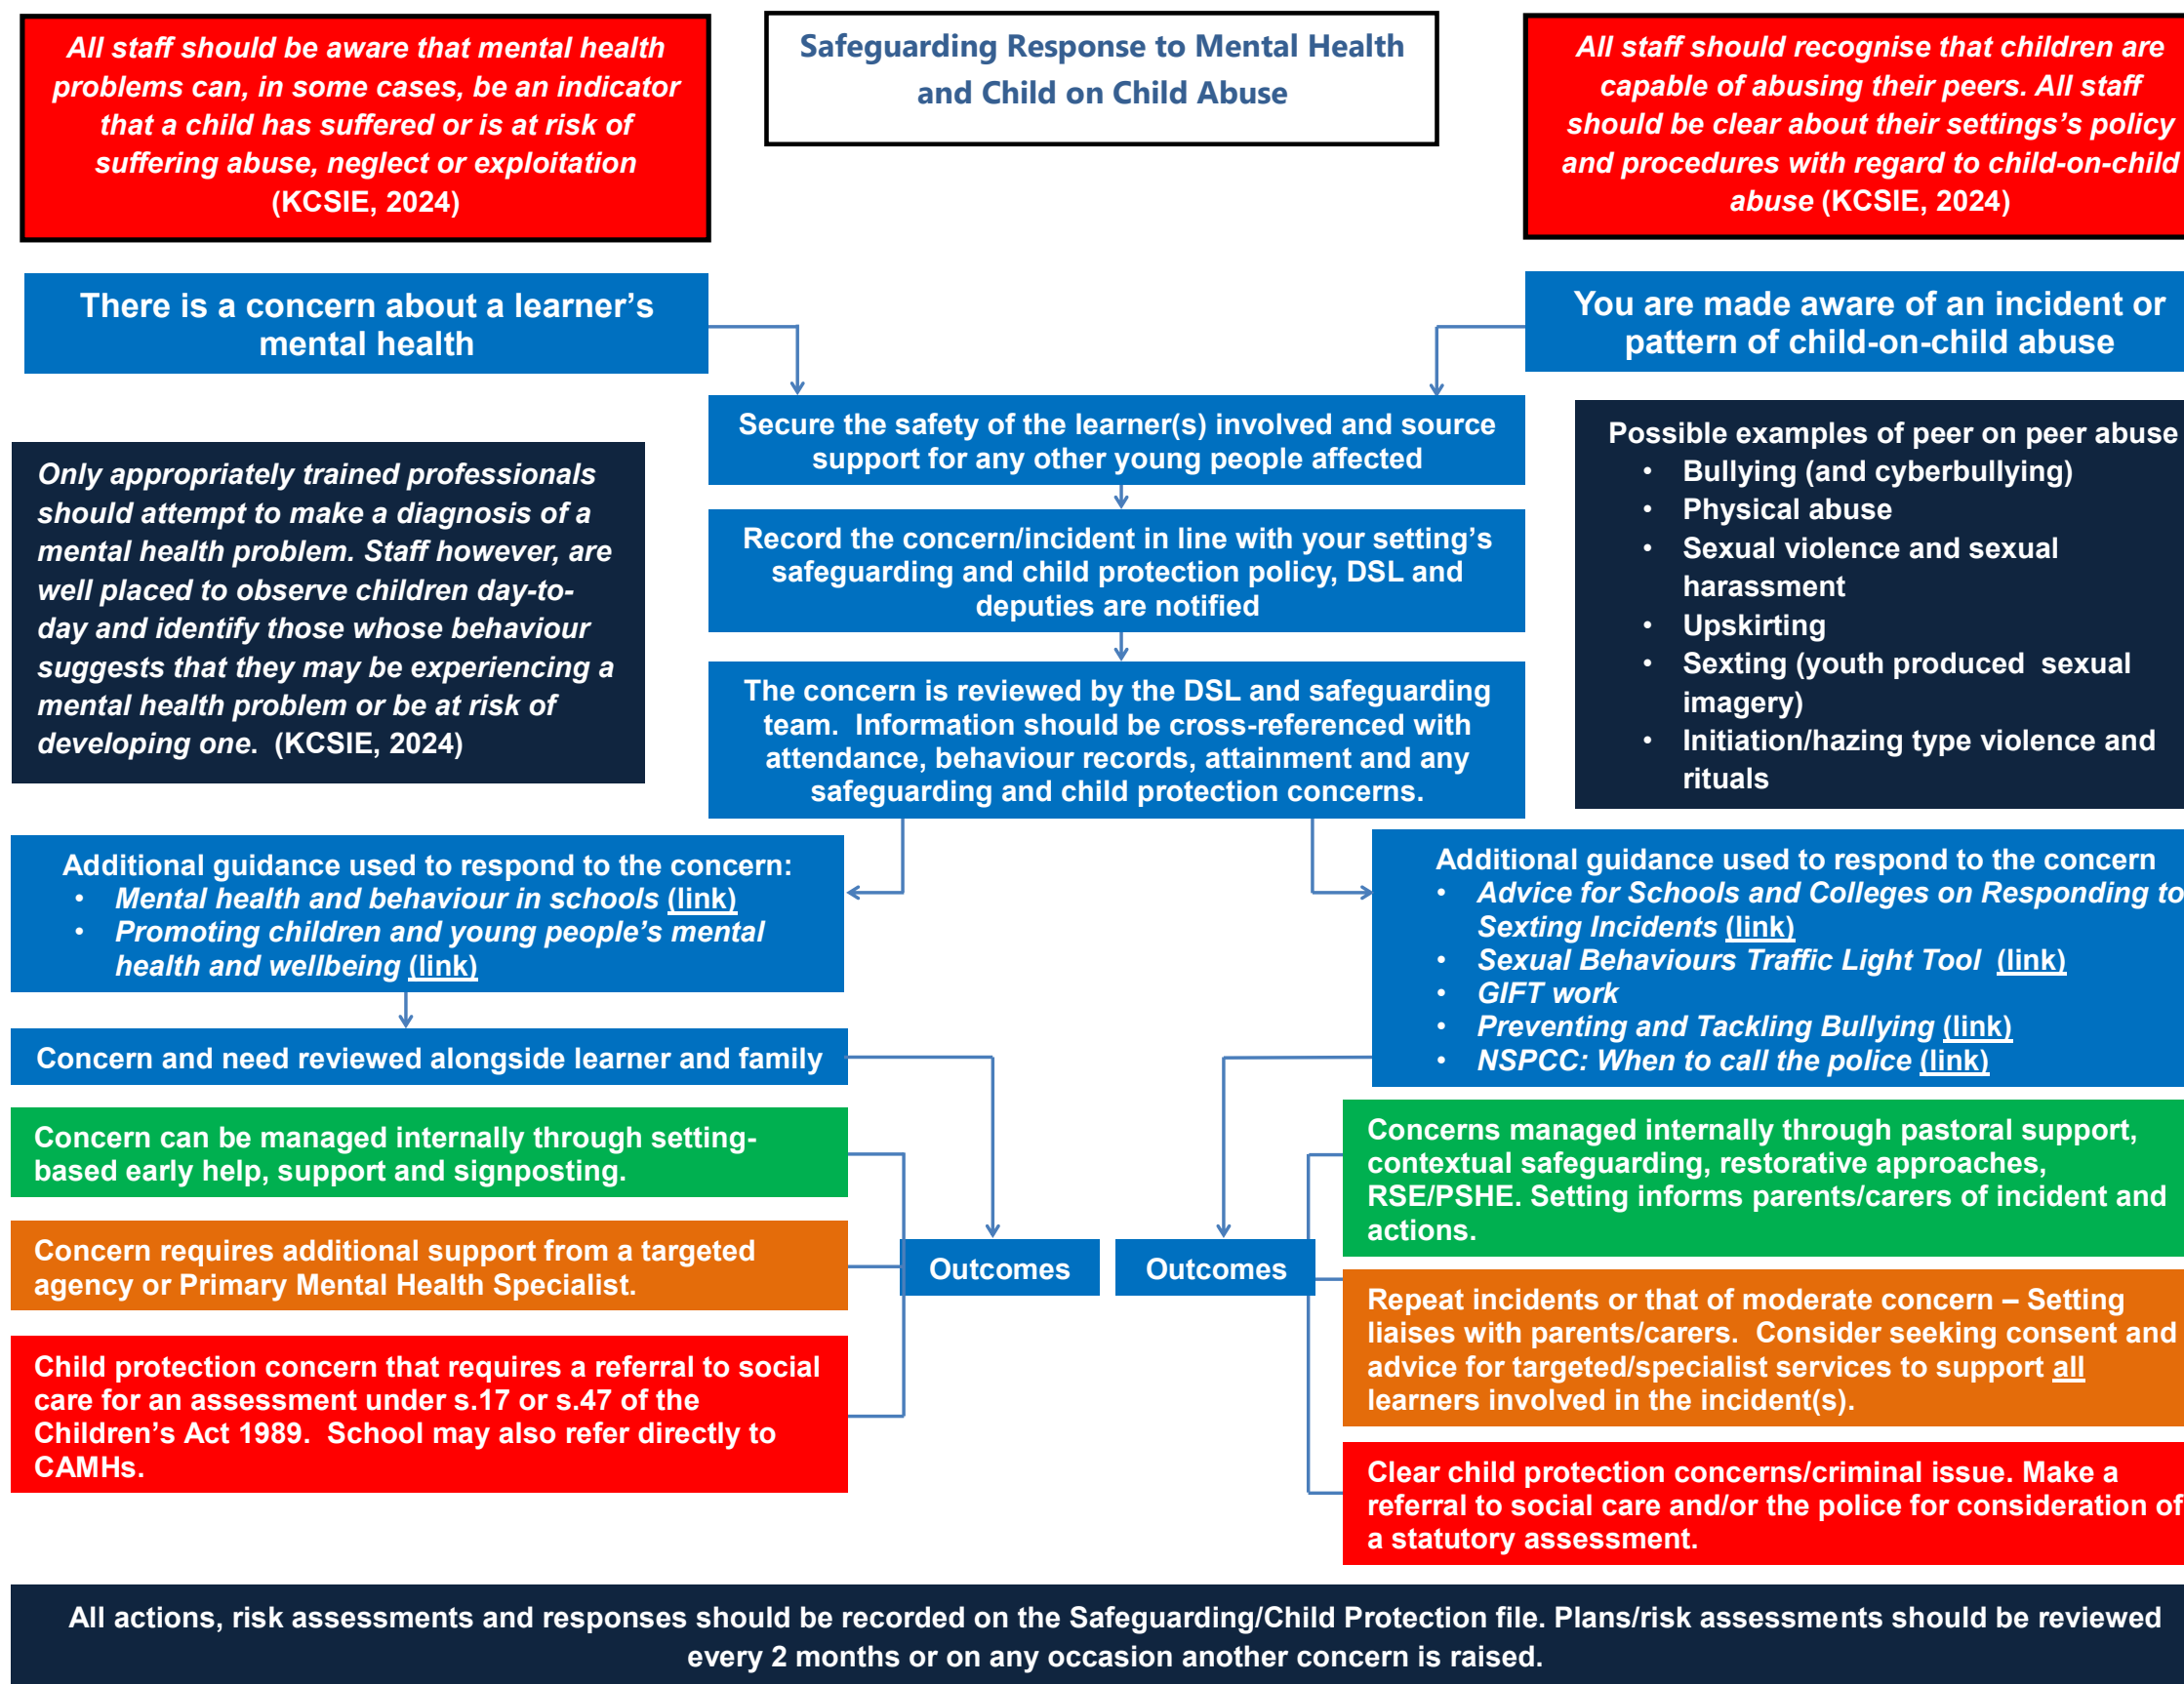 All staff should be aware that mental health
problems can, in some cases, be an indicator
that a child has suffered or is at risk of
suffering abuse, neglect or exploitation
(KCSIE, 2024)
Safeguarding Response to Mental Health
and Child on Child Abuse
All staff should recognise that children are
capable of abusing their peers. All staff
should be clear about their settings's policy
and procedures with regard to child-on-child
abuse (KCSIE, 2024)
There is a concern about a learner’s
mental health
You are made aware of an incident or
pattern of child-on-child abuse
Secure the safety of the learner(s) involved and source
support for any other young people affected
Only appropriately trained professionals
should attempt to make a diagnosis of a
mental health problem. Staff however, are
well placed to observe children day-to-
day and identify those whose behaviour
suggests that they may be experiencing a
mental health problem or be at risk of
developing one.  (KCSIE, 2024)
Record the concern/incident in line with your setting’s
safeguarding and child protection policy, DSL and
deputies are notified
The concern is reviewed by the DSL and safeguarding
team.  Information should be cross-referenced with
attendance, behaviour records, attainment and any
safeguarding and child protection concerns.
Possible examples of peer on peer abuse
• Bullying (and cyberbullying)
• Physical abuse
• Sexual violence and sexual
harassment
• Upskirting
• Sexting (youth produced  sexual
imagery)
• Initiation/hazing type violence and
rituals
Additional guidance used to respond to the concern:
• Mental health and behaviour in schools (link)
• Promoting children and young people’s mental
health and wellbeing (link)
Additional guidance used to respond to the concern
• Advice for Schools and Colleges on Responding to
Sexting Incidents (link)
• Sexual Behaviours Traffic Light Tool  (link)
• GIFT work
• Preventing and Tackling Bullying (link)
• NSPCC: When to call the police (link)
Concern and need reviewed alongside learner and family
Concern can be managed internally through setting-
based early help, support and signposting.
Concern requires additional support from a targeted
agency or Primary Mental Health Specialist.
Child protection concern that requires a referral to social
care for an assessment under s.17 or s.47 of the
Children’s Act 1989.  School may also refer directly to
CAMHs.
Outcomes
Outcomes
Concerns managed internally through pastoral support,
contextual safeguarding, restorative approaches,
RSE/PSHE. Setting informs parents/carers of incident and
actions.
Repeat incidents or that of moderate concern – Setting
liaises with parents/carers.  Consider seeking consent and
advice for targeted/specialist services to support all
learners involved in the incident(s).
Clear child protection concerns/criminal issue. Make a
referral to social care and/or the police for consideration of
a statutory assessment.
All actions, risk assessments and responses should be recorded on the Safeguarding/Child Protection file. Plans/risk assessments should be reviewed
every 2 months or on any occasion another concern is raised.